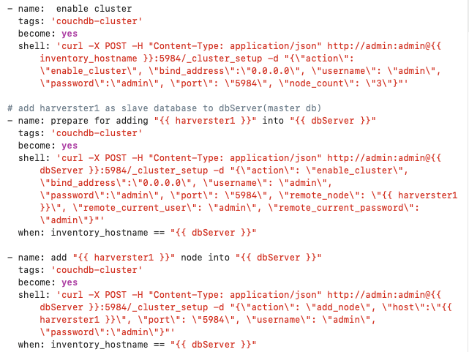 - name:  enable cluster
tags: 'couchdb-cluster'
become: yes
shell: 'curl -X POST -H "Content-Type: application/json" http://admin:admin@{{
inventory_hostname }}:5984/_cluster_setup -d "{\"action\":
\"enable_cluster\", \"bind_address\":\"0.0.0.0\", \"username\": \"admin\",
\"password\":\"admin\", \"port\": \"5984\", \"node_count\": \"3\"}"'
# add harverster1 as slave database to dbServer(master db)
- name: prepare for adding "{{ harverster1 }}" into "{{ dbServer }}"
tags: 'couchdb-cluster'
become: yes
shell: 'curl -X POST -H "Content-Type: application/json" http://admin:admin@{{
dbServer }}:5984/_cluster_setup -d "{\"action\": \"enable_cluster\",
\"bind_address\":\"0.0.0.0\", \"username\": \"admin\",
\"password\":\"admin\", \"port\": \"5984\", \"remote_node\": \"{{ harverster1
}}\", \"remote_current_user\": \"admin\", \"remote_current_password\":
\"admin\"}"'
when: inventory_hostname == "{{ dbServer }}"
- name: add "{{ harverster1 }}" node into "{{ dbServer }}"
tags: 'couchdb-cluster'
become: yes
shell: 'curl -X POST -H "Content-Type: application/json" http://admin:admin@{{
dbServer }}:5984/_cluster_setup -d "{\"action\": \"add_node\", \"host\":\"{{
harverster1 }}\", \"port\": \"5984\", \"username\": \"admin\",
\"password\":\"admin\"}"'
when: inventory_hostname == "{{ dbServer }}"